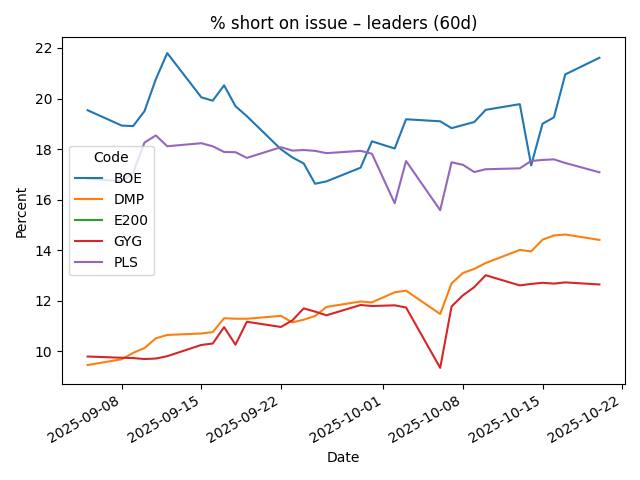 % short on issue – leaders (60d)
Percent
22
20
18
16
14
12
10
Code
BOE
DMP
E200
GYG
PLS
2025-09-08
2025-09-15
2025-09-22
2025-10-01
2025-10-08
2025-10-15
2025-10-22
Date